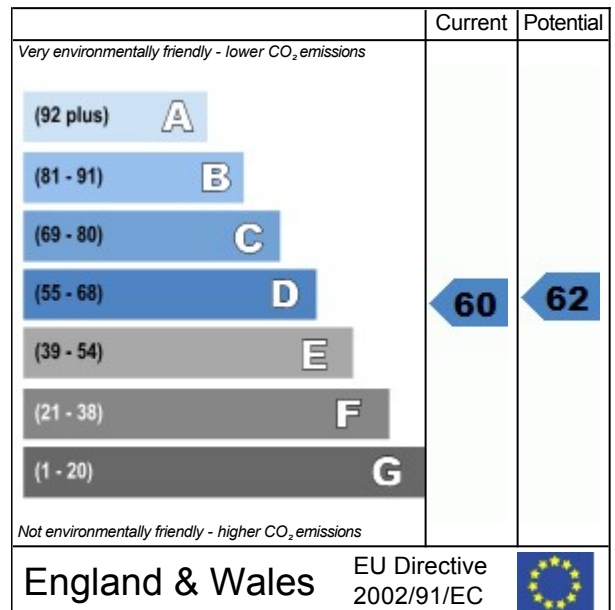 Current Potential
Very environmentally friendly - lower CO₂ emissions
(92 plus) A
(81 - 91) B
(69 - 80) C
(55 - 68) D
60 62
(39 - 54) E
(21 - 38) F
(1 - 20) G
Not environmentally friendly - higher CO₂ emissions
England & Wales
EU Directive
2002/91/EC